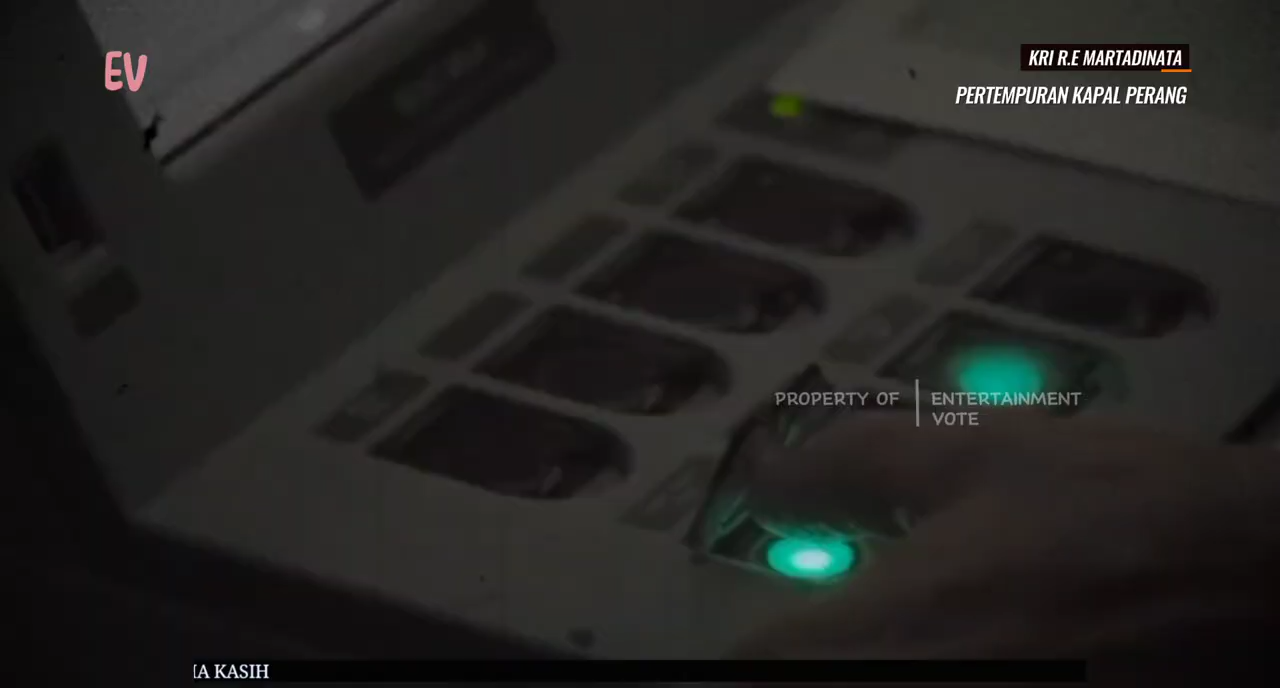 EV
KRI R.E MARTADINATA
PERTEMPURAN KAPAL PERANG
PROPERTY OF
ENTERTAINMENT
VOTE
KASIH